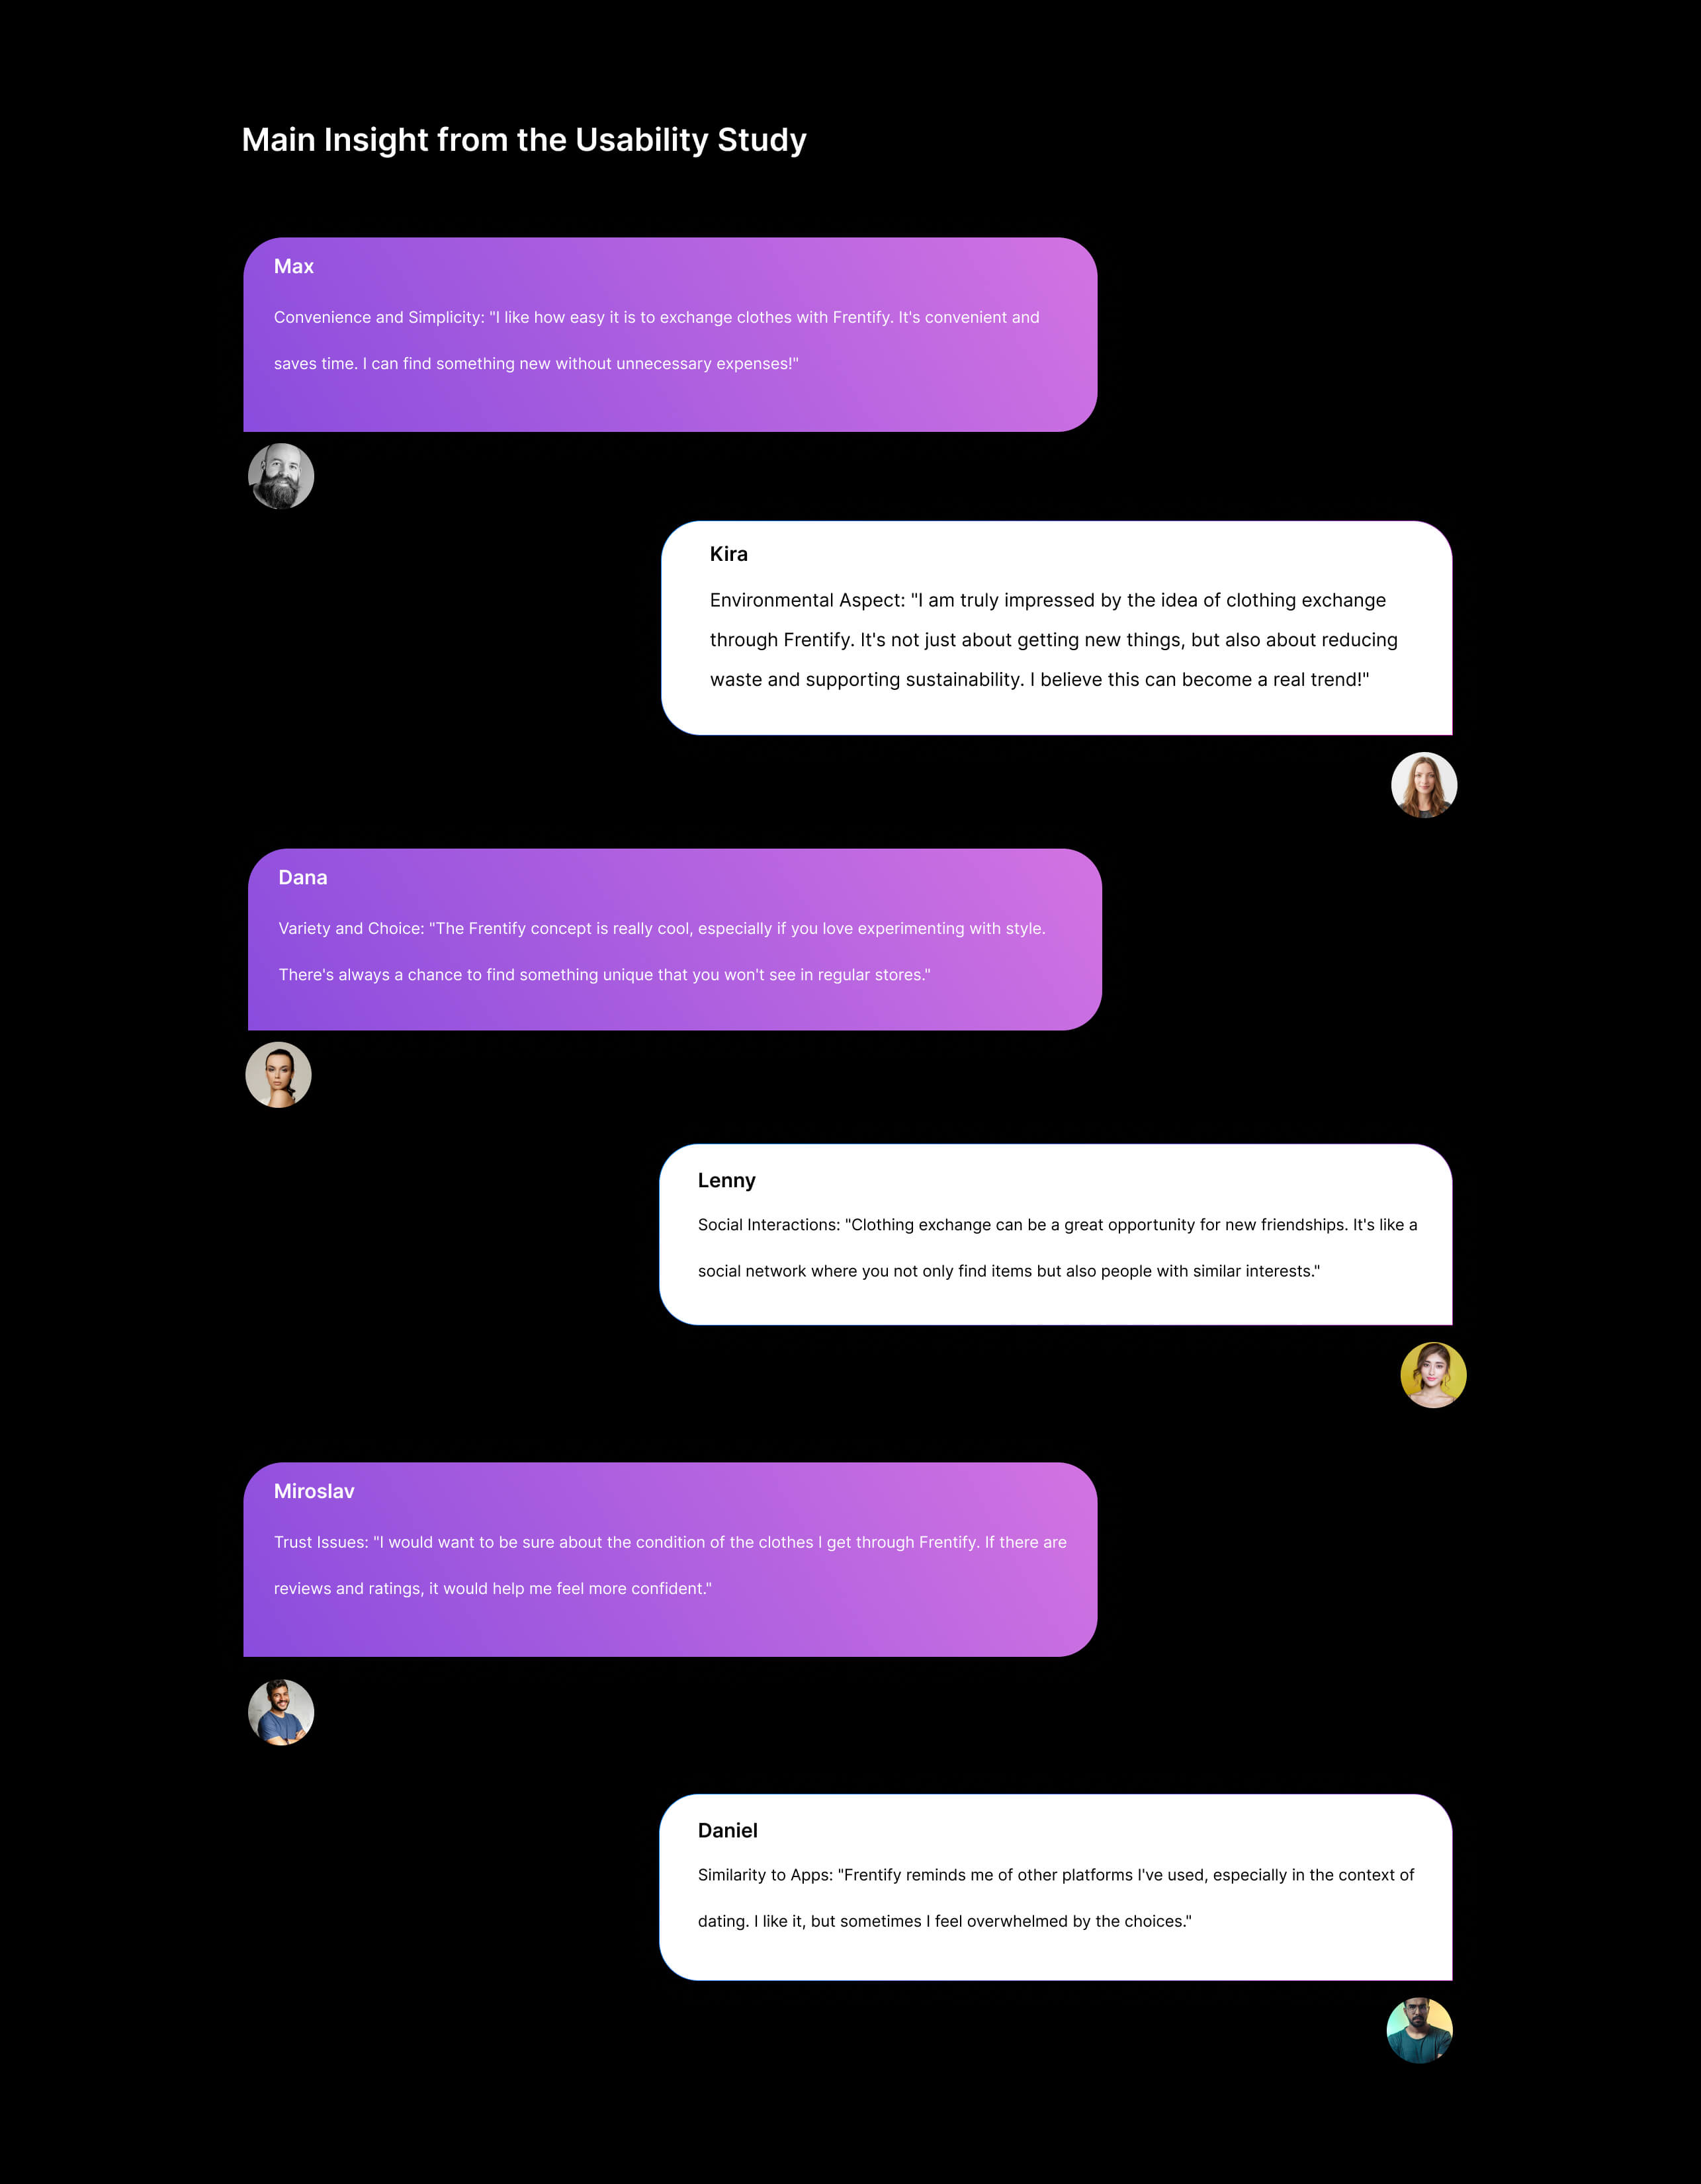 Main Insight from the Usability Study
Max
Convenience and Simplicity: "I like how easy it is to exchange clothes with Frentify. It's convenient and
saves time. I can find something new without unnecessary expenses!"
Kira
Environmental Aspect: "I am truly impressed by the idea of clothing exchange
through Frentify. It's not just about getting new things, but also about reducing
waste and supporting sustainability. I believe this can become a real trend!"
Dana
Variety and Choice: "The Frentify concept is really cool, especially if you love experimenting with style.
There's always a chance to find something unique that you won't see in regular stores."
Lenny
Social Interactions: "Clothing exchange can be a great opportunity for new friendships. It's like a
social network where you not only find items but also people with similar interests."
Miroslav
Trust Issues: "I would want to be sure about the condition of the clothes I get through Frentify. If there are
reviews and ratings, it would help me feel more confident."
Daniel
Similarity to Apps: "Frentify reminds me of other platforms I've used, especially in the context of
dating. I like it, but sometimes I feel overwhelmed by the choices."